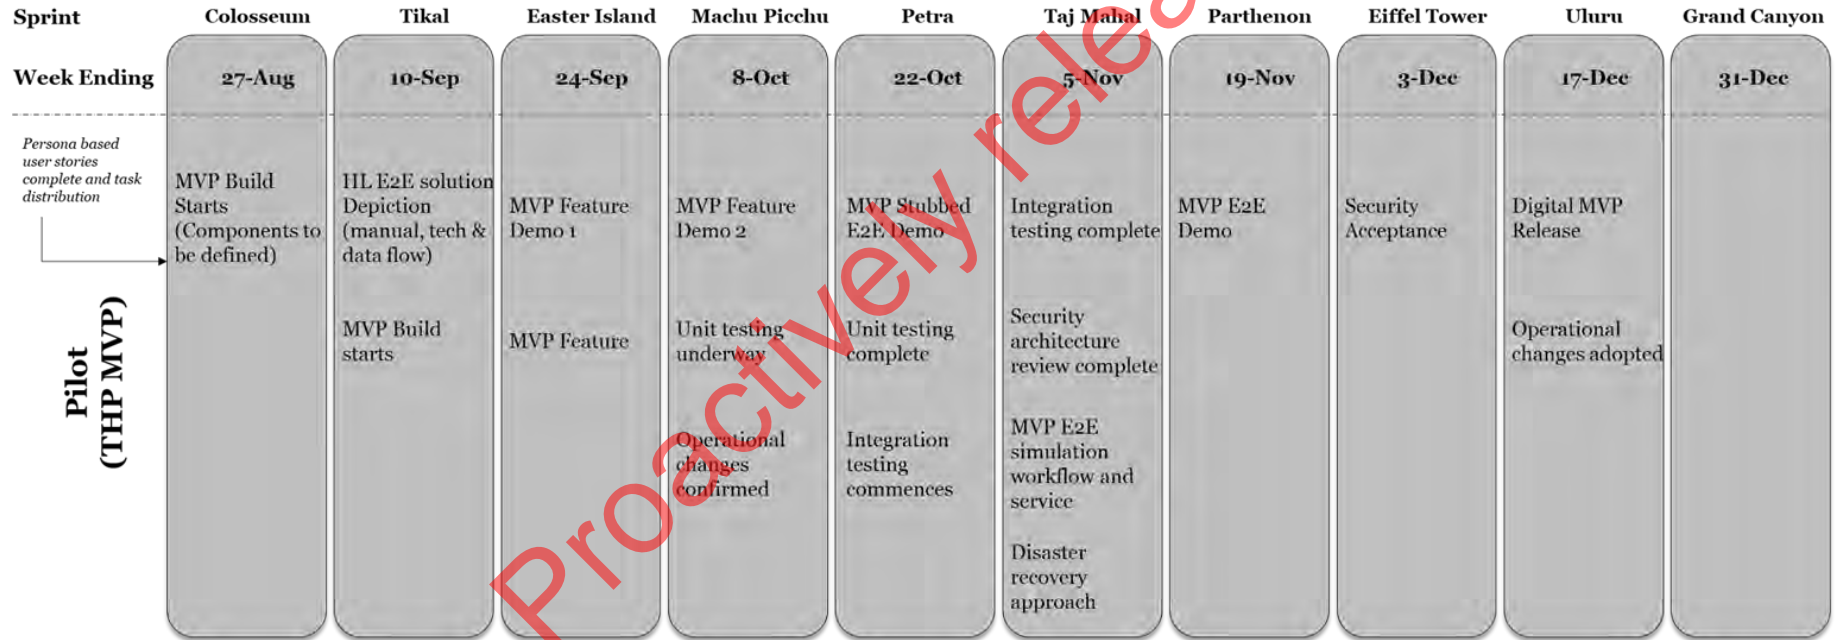 Sprint Colosseum Tikal Easter Island Machu Picchu Petra Taj Mahal Parthenon Eiffel Tower Uluru Grand Canyon
Week Ending 27-Aug 10-Sep 24-Sep 8-Oct 22-Oct 5-Nov 19-Nov 3-Dec 17-Dec 31-Dec
Persona based
user stories
complete and task
distribution
Pilot
(THP MVP)
MVP Build
Starts
(Components to
be defined)
HL E2E solution
Depiction
(manual, tech &
data flow)
MVP Build
starts
MVP Feature
Demo 1
MVP Feature
MVP Feature
Demo 2
Unit testing
underway
Operational
changes
confirmed
MVP Stubbed
E2E Demo
Unit testing
complete
Integration
testing
commences
Integration
testing complete
Security
architecture
review complete
MVP E2E
simulation
workflow and
service
Disaster
recovery
approach
MVP E2E
Demo
Security
Acceptance
Digital MVP
Release
Operational
changes adopted
Proactively relea